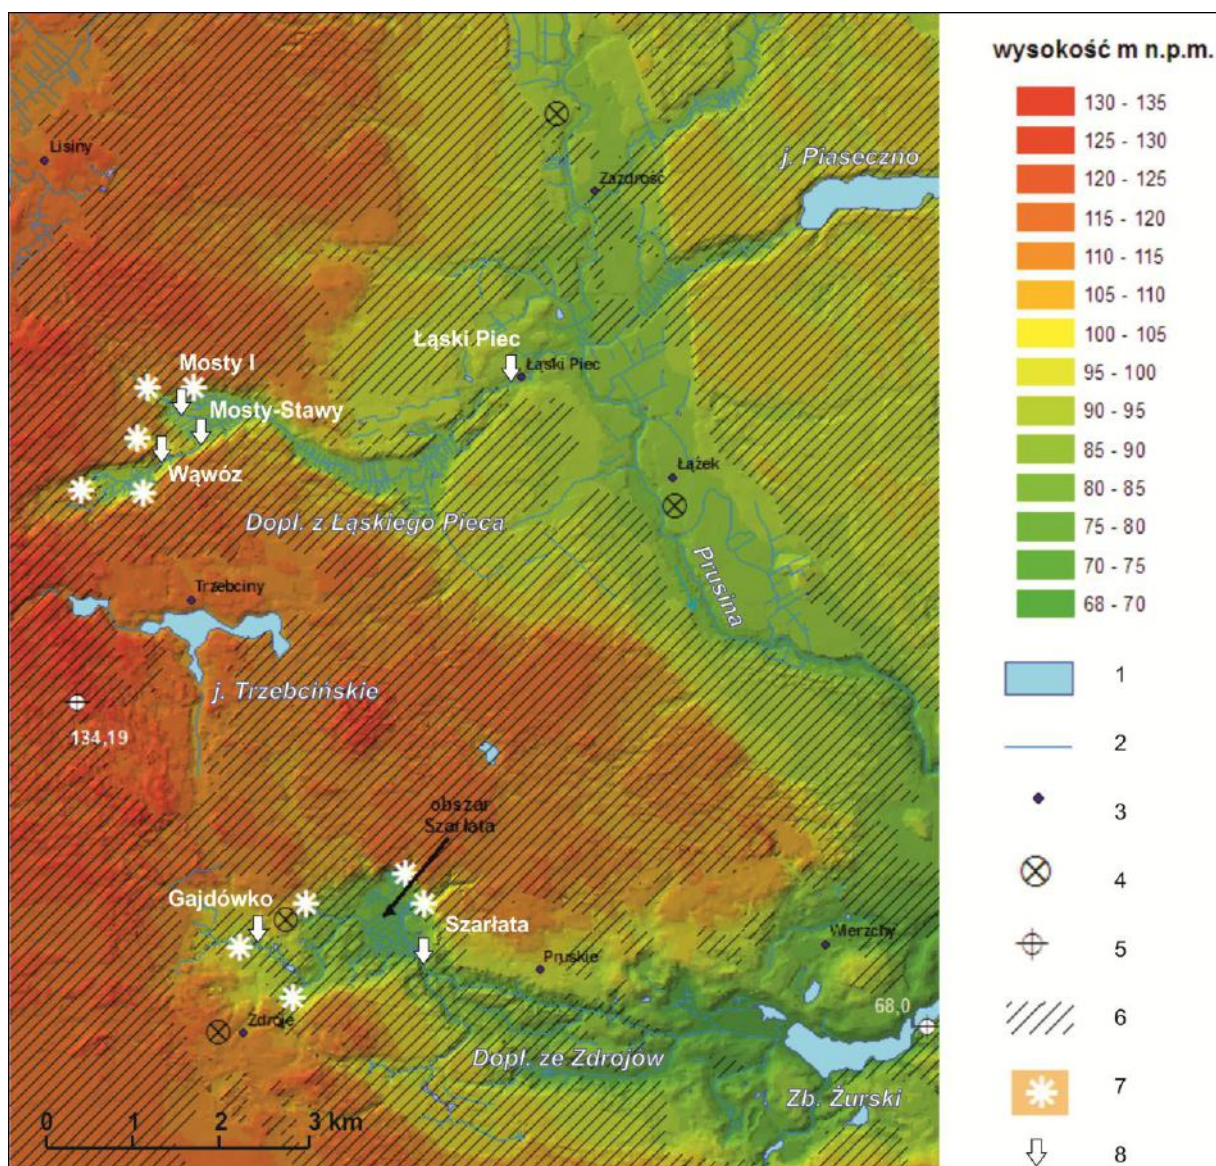 wysokość m n.p.m.
130 - 135
125 - 130
120 - 125
115 - 120
110 - 115
105 - 110
100 - 105
95 - 100
90 - 95
85 - 90
80 - 85
75 - 80
70 - 75
68 - 70
1
2
3
4
5
6
7
8
Lisiny
Zazdrość
j. Piaseczno
Łąski Piec
Łąski Piec
Mosty I
Mosty-Stawy
Wąwóz
Łążek
Dopł. z Łąskiego Pieca
Prusina
Trzebciny
j. Trzebcińskie
134,19
obszar
Szarłata
Gajdówko
Szarłata
Wierzchy
Pruskie
68,0
Zdroje
Dopł. ze Zdrojów
Zb. Żurski
0 1 2 3 km